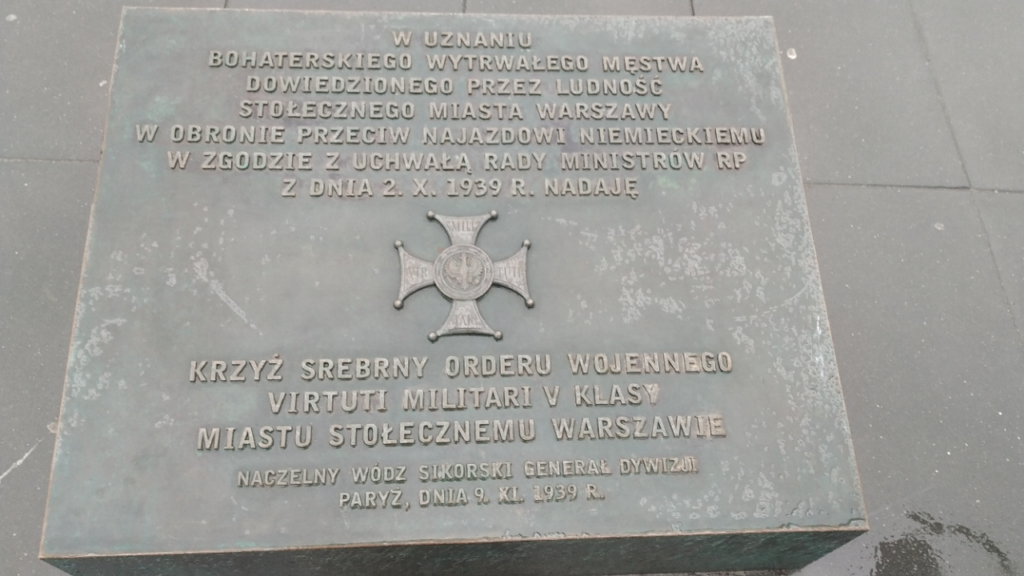 W UZNANIU
BOHATERSKIEGO WYTRWAŁEGO MĘSTWA
DOWIEDZIONEGO PRZEZ LUDNOŚĆ
STOŁECZNEGO MIASTA WARSZAWY
W OBRONIE PRZECIW NAJAZDOWI NIEMIECKIEMU
W ZGODZIE Z UCHWAŁĄ RADY MINISTRÓW RP
Z DNIA 2. X. 1939 R. NADAJĘ
KRZYŻ SREBRNY ORDERU WOJENNEGO
VIRTUTI MILITARI V KLASY
MIASTU STOŁECZNEMU WARSZAWIE
NACZELNY WÓDZ SIKORSKI GENERAŁ DYWIZJI
PARYŻ, DNIA 9. XI. 1939 R.